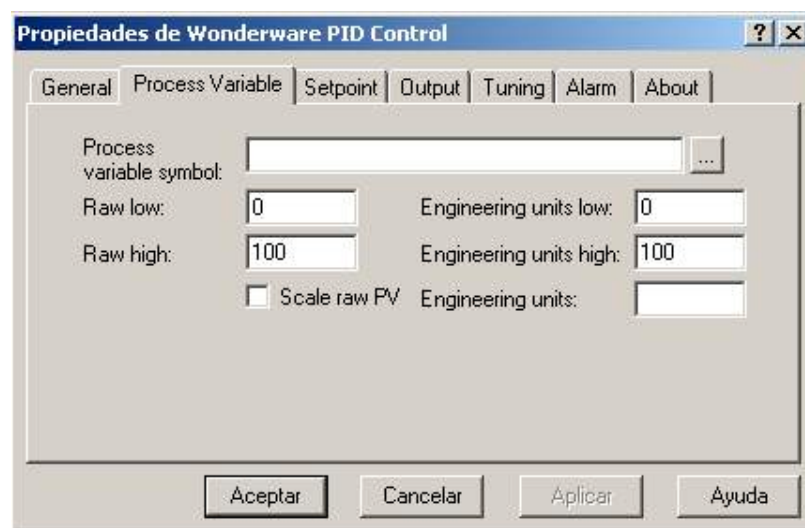 Propiedades de Wonderware PID Control
General Process Variable Setpoint Output Tuning Alarm About
Process
variable symbol: ...
Raw low: 0 Engineering units low: 0
Raw high: 100 Engineering units high: 100
Scale raw PV Engineering units:
Aceptar Cancelar Aplicar Ayuda